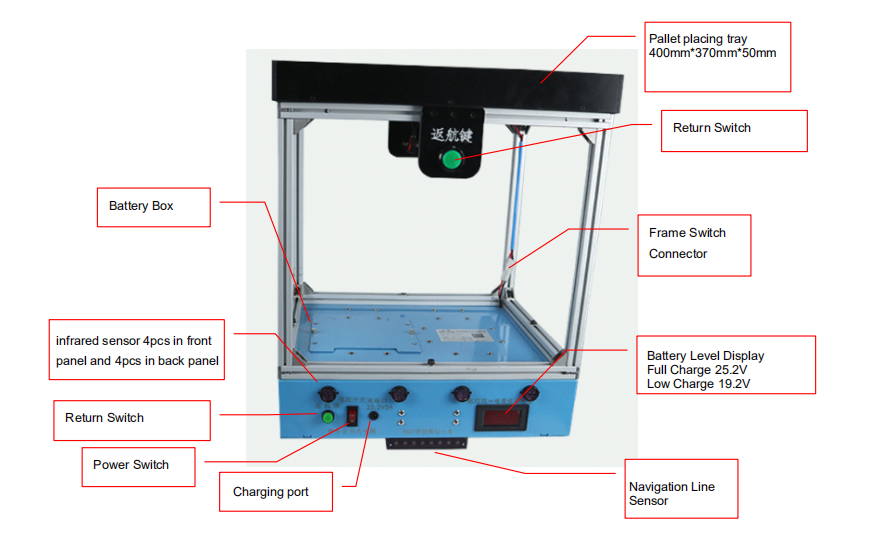 Pallet placing tray
400mm*370mm*50mm
返航键
Return Switch
Battery Box
Frame Switch
Connector
infrared sensor 4pcs in front
panel and 4pcs in back panel
Battery Level Display
Full Charge 25.2V
Low Charge 19.2V
Return Switch
Power Switch
Charging port
Navigation Line
Sensor